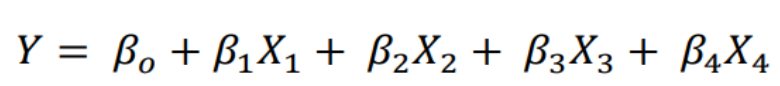 Y = βₒ + β₁X₁ + β₂X₂ + β₃X₃ + β₄X₄